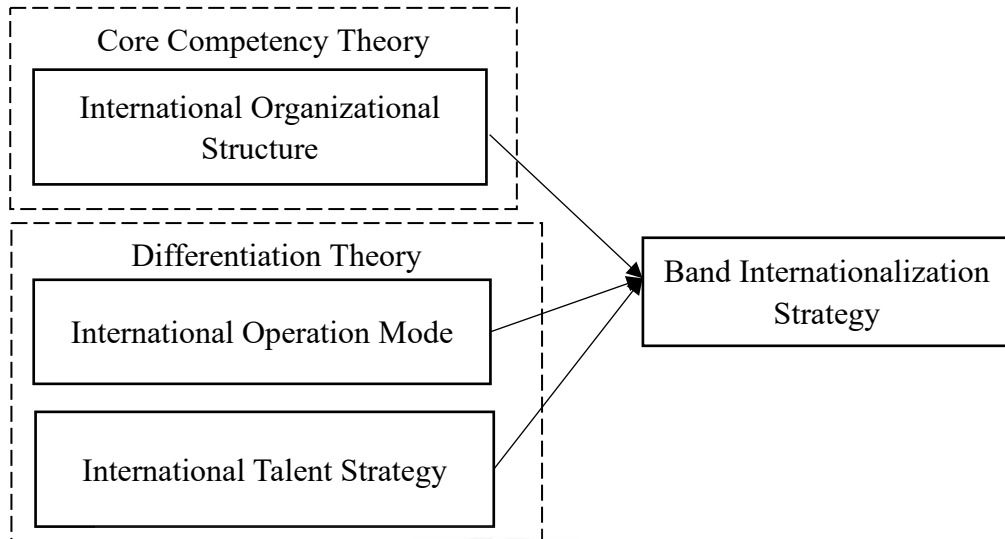 Core Competency Theory
International Organizational
Structure
Differentiation Theory
International Operation Mode
International Talent Strategy
Band Internationalization
Strategy